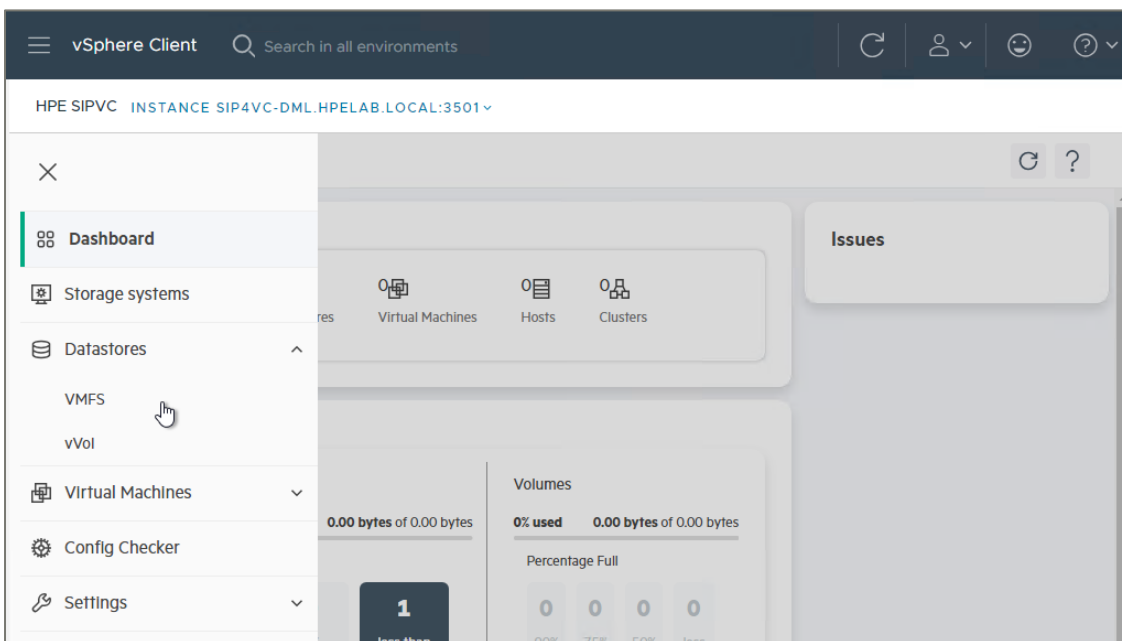 vSphere Client Search in all environments
HPE SIPVC INSTANCE SIP4VC-DML.HPELAB.LOCAL:3501
Dashboard
Storage systems
Datastores
VMFS
vVol
Virtual Machines
Config Checker
Settings
0 0 0
Virtual Machines Hosts Clusters
Issues
Volumes
0.00 bytes of 0.00 bytes
0% used 0.00 bytes of 0.00 bytes
Percentage Full
1
less than
0 0 0 0